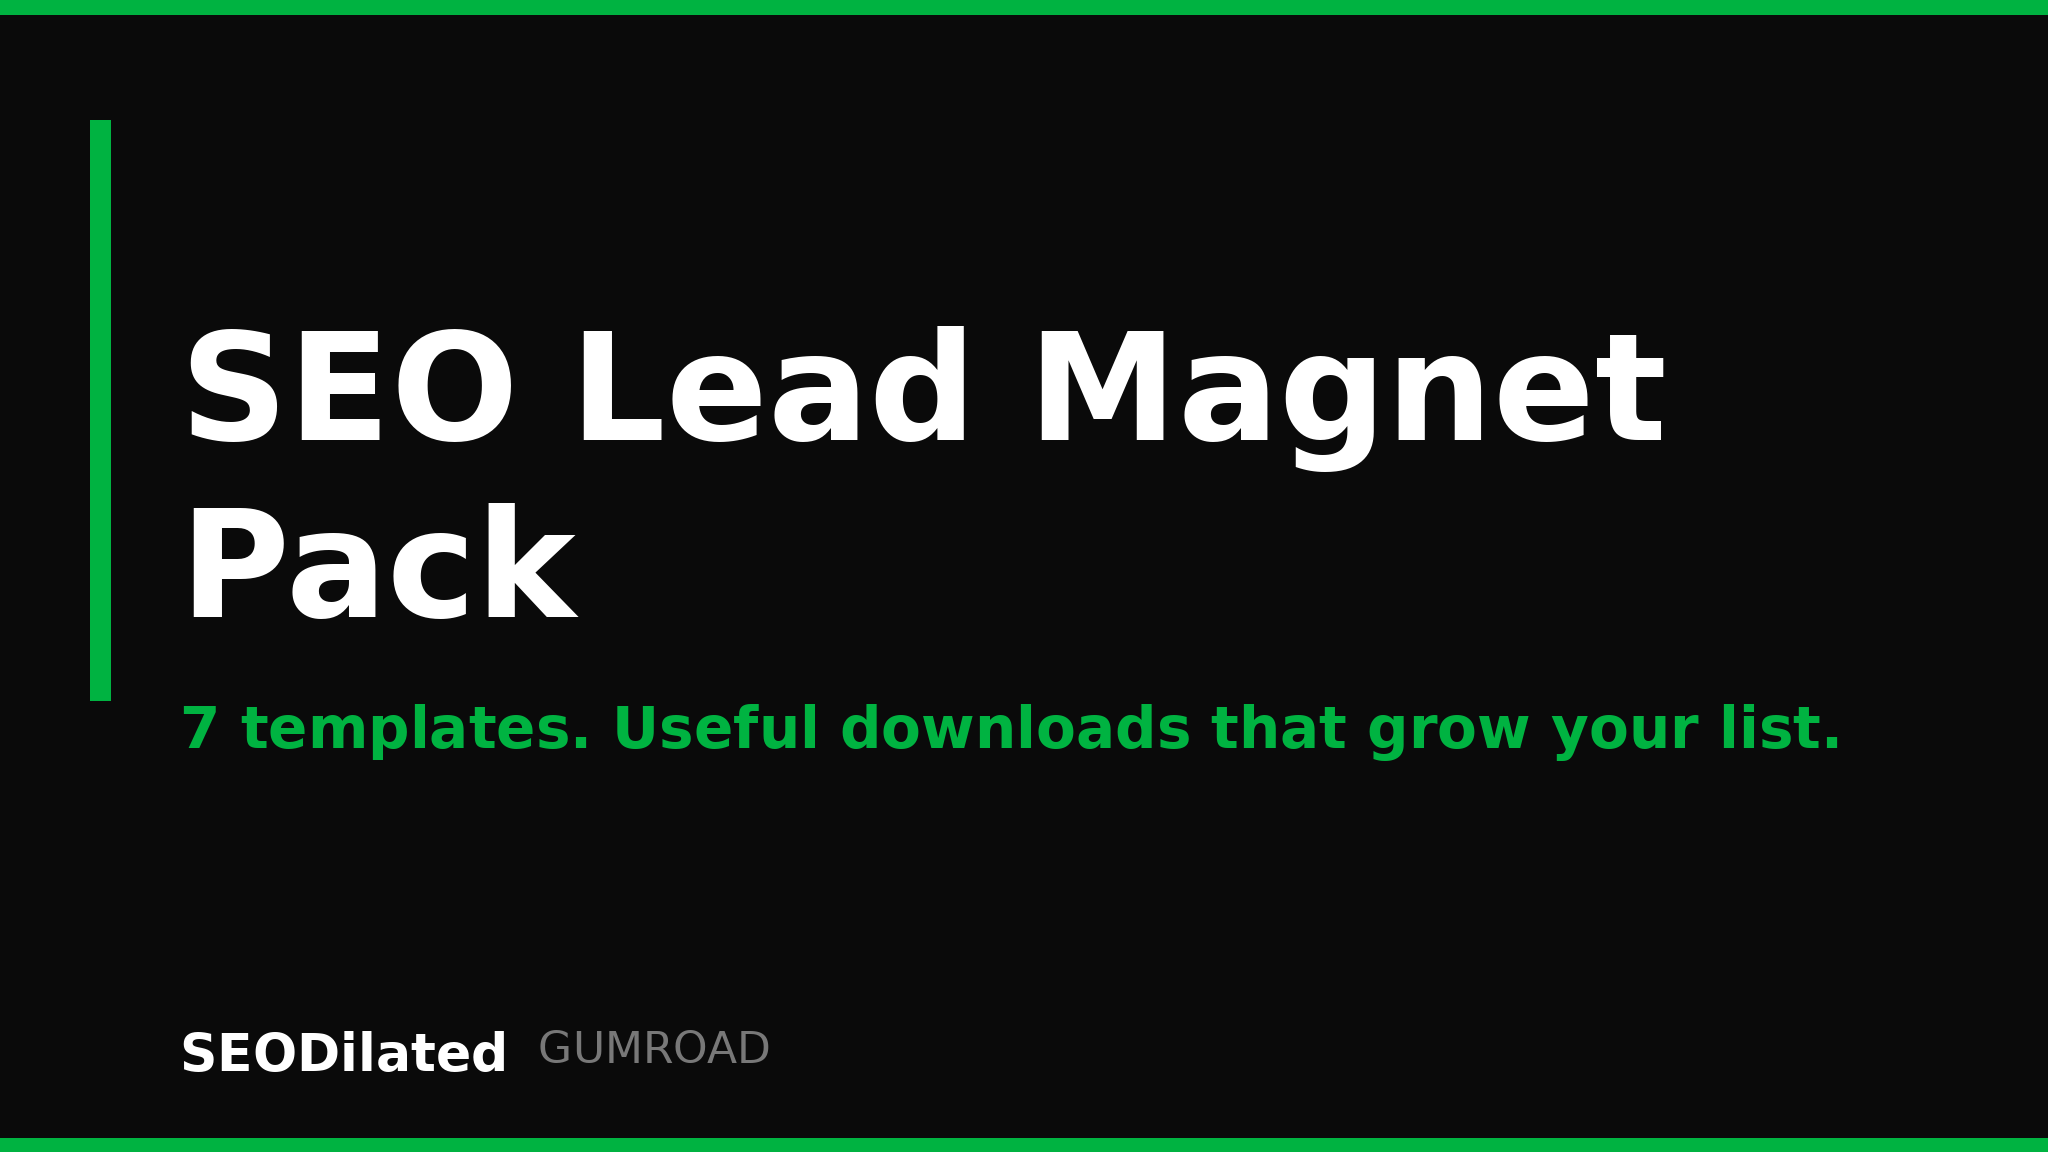 SEO Lead Magnet
Pack
7 templates. Useful downloads that grow your list.
SEODilated GUMROAD